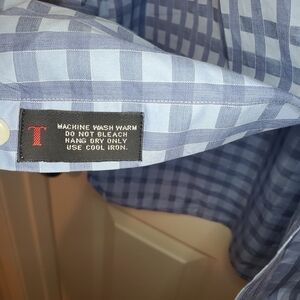 T
MACHINE WASH WARM
DO NOT BLEACH
HANG DRY ONLY
USE COOL IRON.